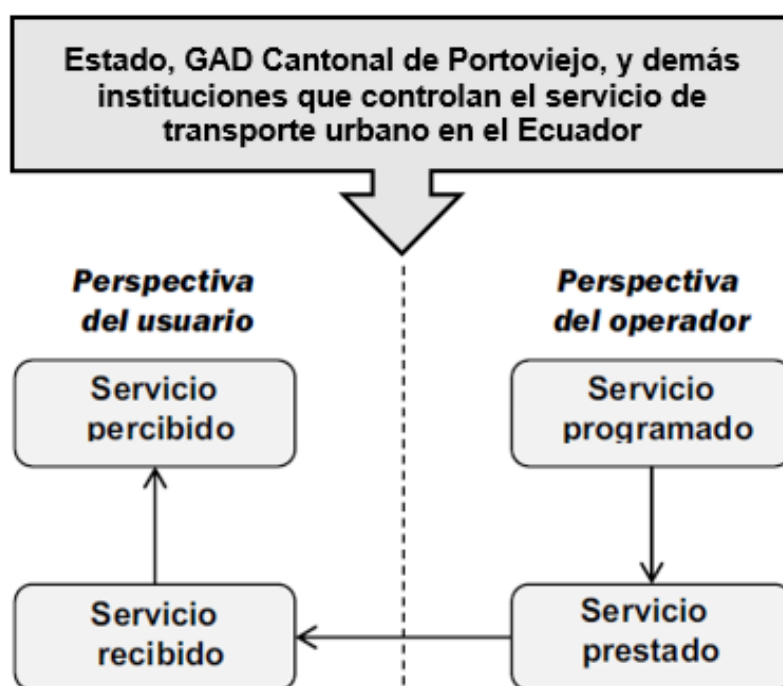 Estado, GAD Cantonal de Portoviejo, y demás
instituciones que controlan el servicio de
transporte urbano en el Ecuador
Perspectiva
del usuario
Perspectiva
del operador
Servicio
percibido
Servicio
programado
Servicio
recibido
Servicio
prestado